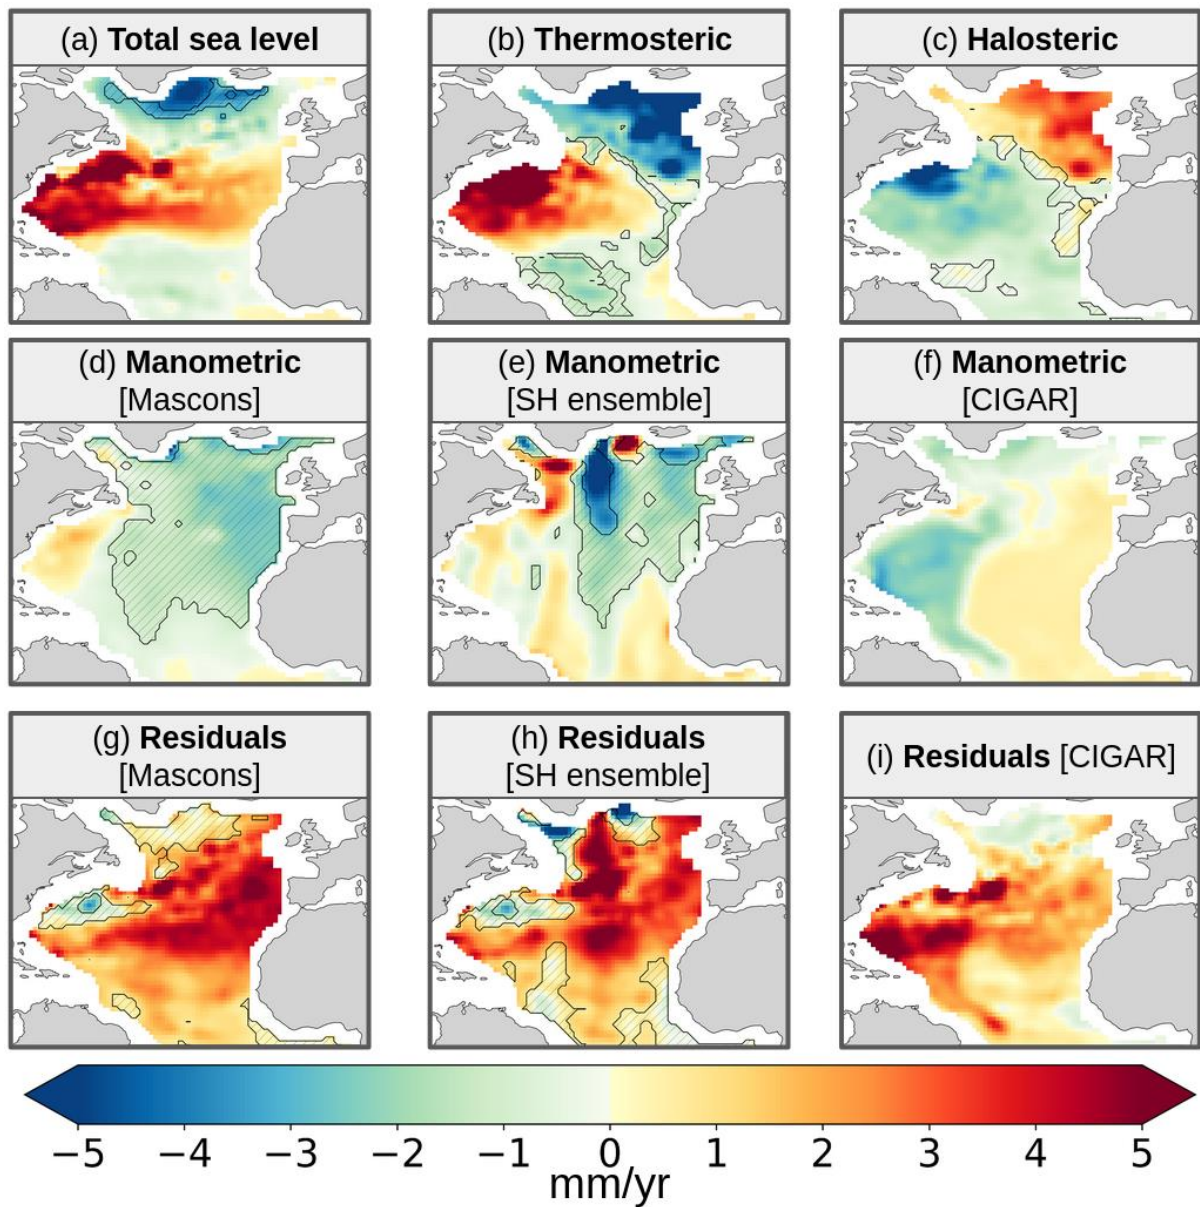 (a) Total sea level
(b) Thermosteric
(c) Halosteric
(d) Manometric
[Mascons]
(e) Manometric
[SH ensemble]
(f) Manometric
[CIGAR]
(g) Residuals
[Mascons]
(h) Residuals
[SH ensemble]
(i) Residuals [CIGAR]
−5 −4 −3 −2 −1 0 1 2 3 4 5
mm/yr